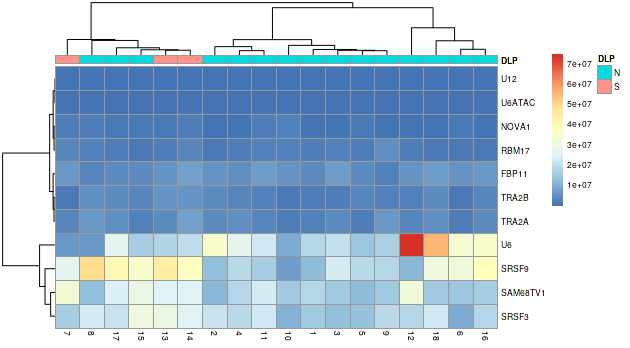 DLP
U12
U6ATAC
NOVA1
RBM17
FBP11
TRA2B
TRA2A
U6
SRSF9
SAM68TV1
SRSF3
7 8 17 15 13 14 2 4 11 10 1 3 5 9 12 18 6 16
7e+07
6e+07
5e+07
4e+07
3e+07
2e+07
1e+07
DLP
N
S